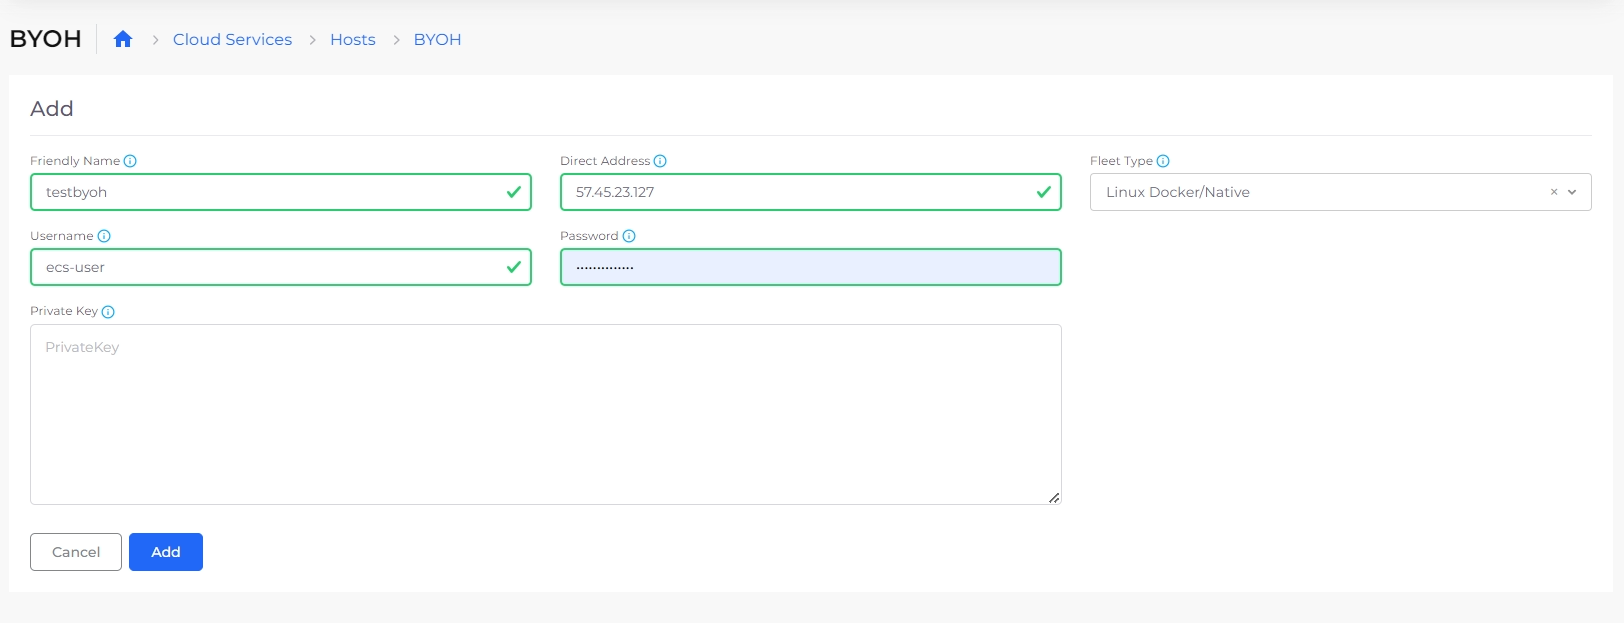 BYOH
Cloud Services > Hosts > BYOH
Add
Friendly Name
Direct Address
Fleet Type
testbyoh
57.45.23.127
Linux Docker/Native
Username
Password
ecs-user
••••••••••••••
Private Key
PrivateKey
Cancel
Add